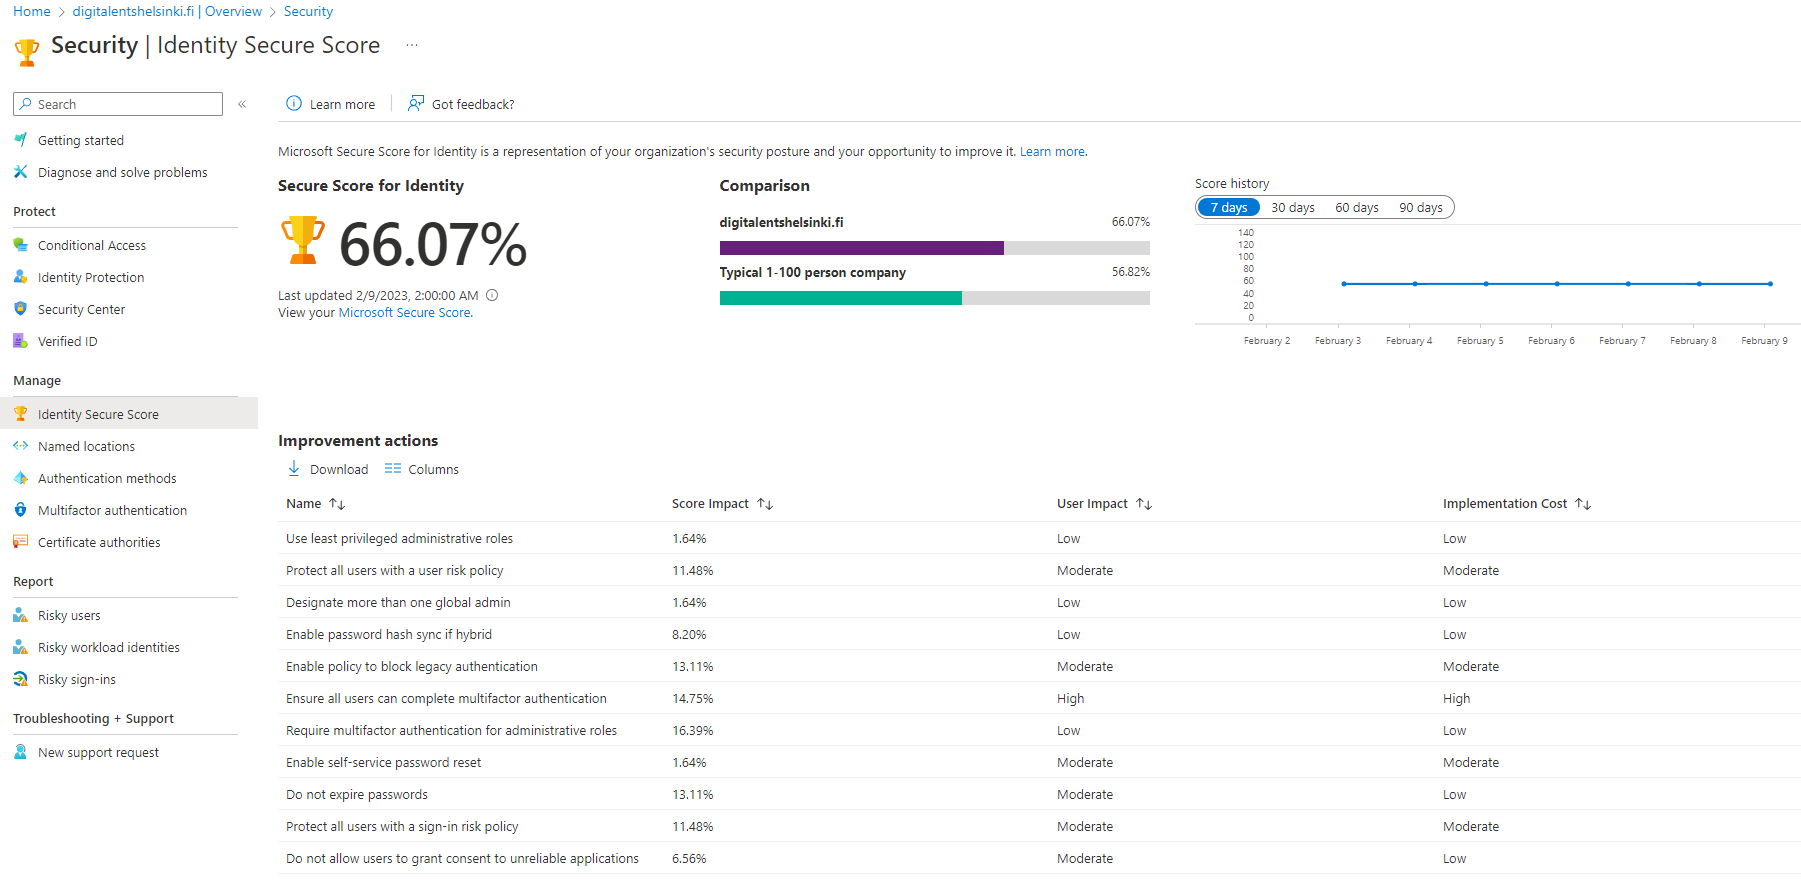 Home > digitalentshelsinki.fi | Overview > Security
Security | Identity Secure Score ...
Search «
Getting started
Diagnose and solve problems
Protect
Conditional Access
Identity Protection
Security Center
Verified ID
Manage
Identity Secure Score
Named locations
Authentication methods
Multifactor authentication
Certificate authorities
Report
Risky users
Risky workload identities
Risky sign-ins
Troubleshooting + Support
New support request
Learn more | Got feedback?
Microsoft Secure Score for Identity is a representation of your organization's security posture and your opportunity to improve it. Learn more.
Secure Score for Identity
66.07%
Last updated 2/9/2023, 2:00:00 AM
View your Microsoft Secure Score.
Comparison
digitalentshelsinki.fi 66.07%
Typical 1-100 person company 56.82%
Score history
7 days 30 days 60 days 90 days
140
120
100
80
60
40
20
0
February 2 February 3 February 4 February 5 February 6 February 7 February 8 February 9
Improvement actions
Download Columns
Name ↑↓ Score Impact ↑↓ User Impact ↑↓ Implementation Cost ↑↓
Use least privileged administrative roles 1.64% Low Low
Protect all users with a user risk policy 11.48% Moderate Moderate
Designate more than one global admin 1.64% Low Low
Enable password hash sync if hybrid 8.20% Low Low
Enable policy to block legacy authentication 13.11% Moderate Moderate
Ensure all users can complete multifactor authentication 14.75% High High
Require multifactor authentication for administrative roles 16.39% Low Low
Enable self-service password reset 1.64% Moderate Moderate
Do not expire passwords 13.11% Moderate Low
Protect all users with a sign-in risk policy 11.48% Moderate Moderate
Do not allow users to grant consent to unreliable applications 6.56% Moderate Low